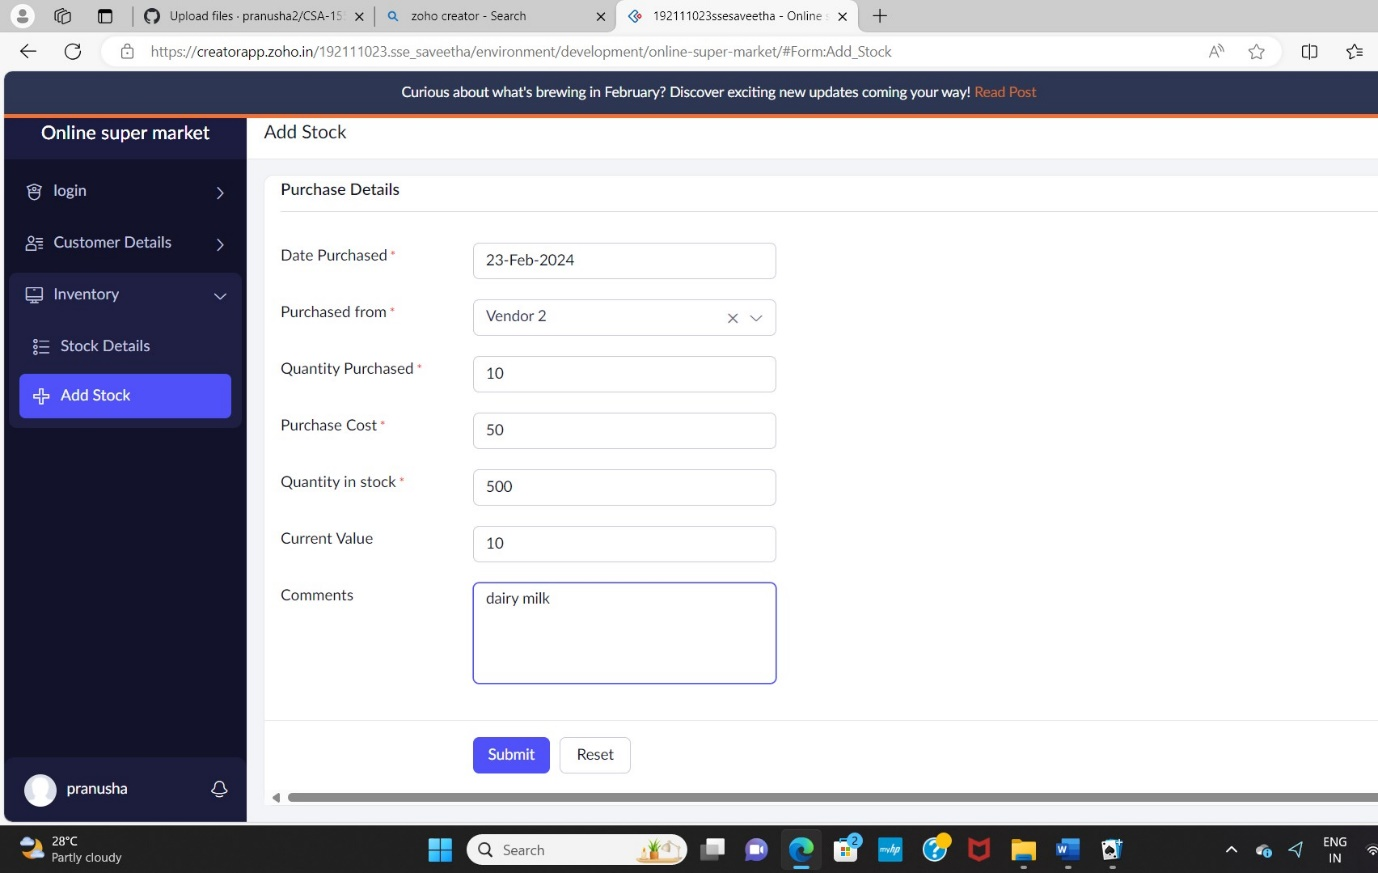 Upload files · pranusha2/CSA-15
zoho creator - Search
192111023ssesaveetha - Online
https://creatorapp.zoho.in/192111023.sse_saveetha/environment/development/online-super-market/#Form:Add_Stock
Curious about what's brewing in February? Discover exciting new updates coming your way! Read Post
Online super market
Add Stock
login
Customer Details
Inventory
Stock Details
Add Stock
Purchase Details
Date Purchased *
23-Feb-2024
Purchased from *
Vendor 2
Quantity Purchased *
10
Purchase Cost *
50
Quantity in stock *
500
Current Value
10
Comments
dairy milk
Submit
Reset
pranusha
28°C
Partly cloudy
Search
2
myhp
ENG
IN